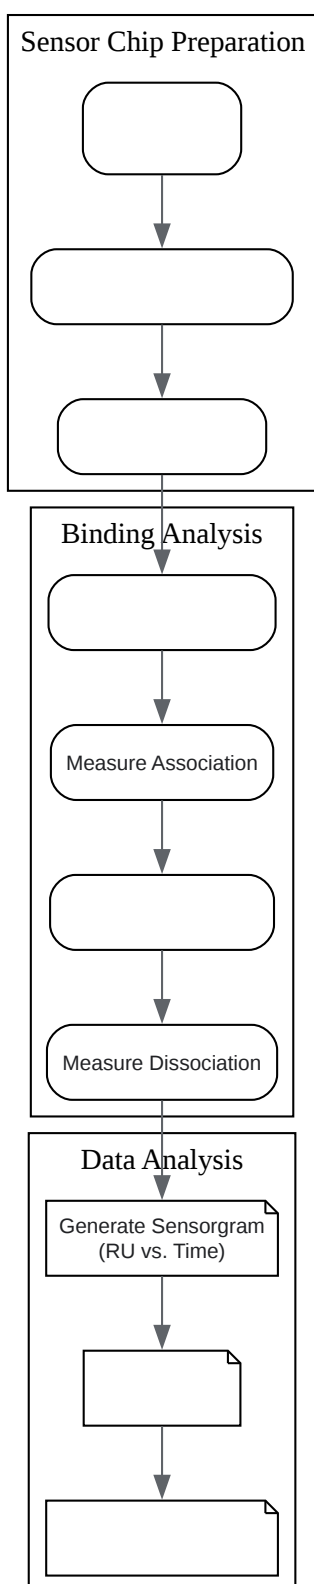 Sensor Chip Preparation
Binding Analysis
Measure Association
Measure Dissociation
Data Analysis
Generate Sensorgram
(RU vs. Time)